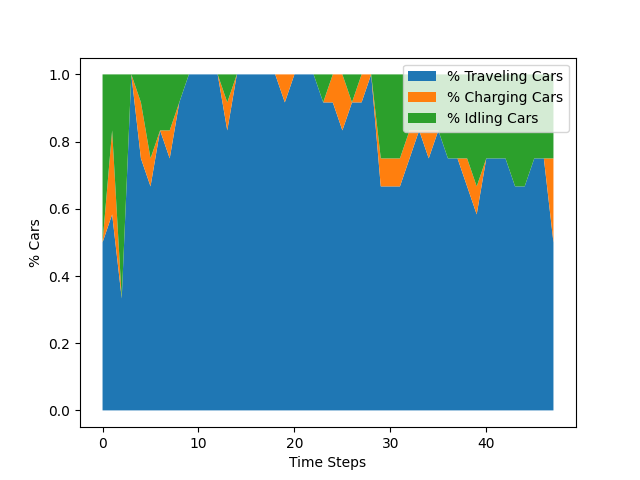 % Traveling Cars
% Charging Cars
% Idling Cars
1.0
0.8
0.6
0.4
0.2
0.0
% Cars
0 10 20 30 40
Time Steps